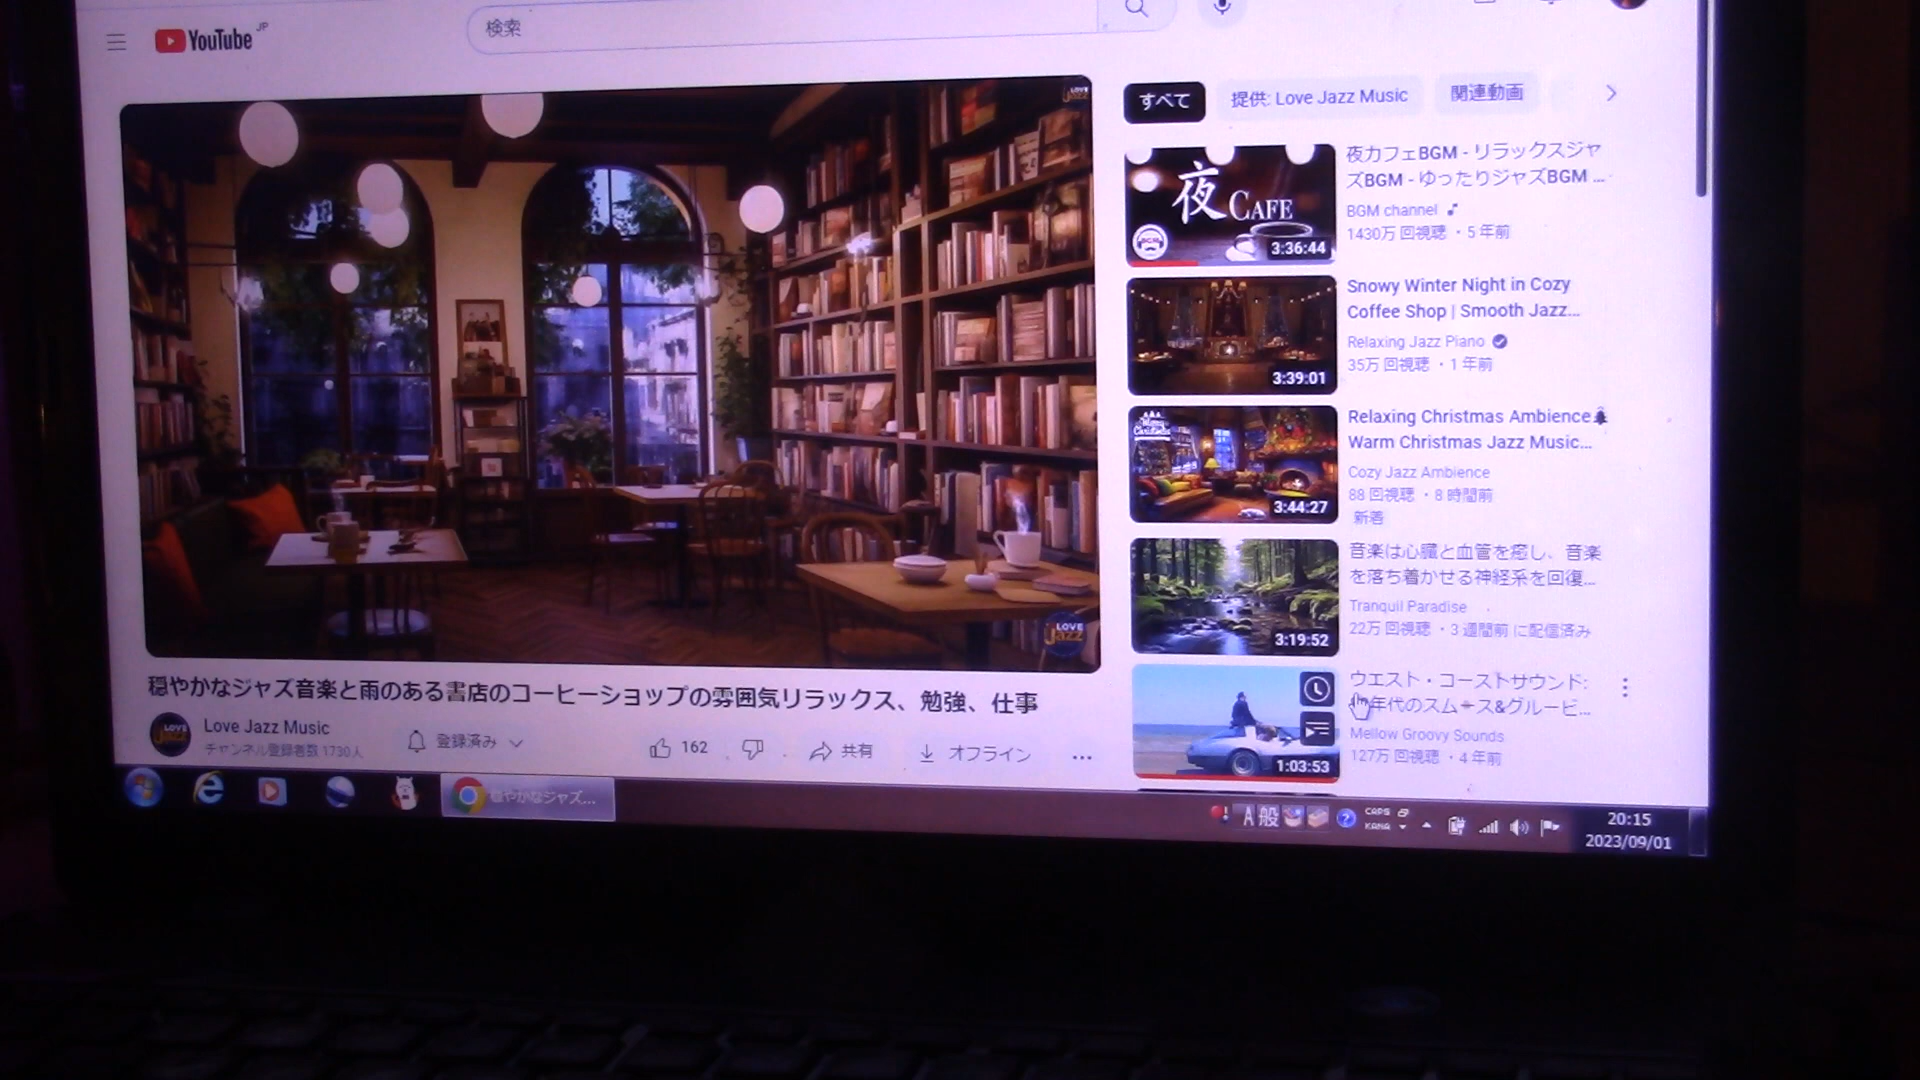 YouTube JP
検索
LOVE Jazz
LOVE Jazz
穏やかなジャズ音楽と雨のある書店のコーヒーショップの雰囲気リラックス、勉強、仕事
LOVE Jazz
Love Jazz Music
チャンネル登録者数 1730人
登録済み
162
共有
オフライン
すべて
提供: Love Jazz Music
関連動画
夜 CAFE
BGM
3:36:44
夜カフェBGM - リラックスジャ
ズBGM - ゆったりジャズBGM ...
BGM channel
1430万 回視聴 ・5 年前
3:39:01
Snowy Winter Night in Cozy
Coffee Shop | Smooth Jazz...
Relaxing Jazz Piano
35万 回視聴 ・1 年前
Merry Christmas
3:44:27
Relaxing Christmas Ambience🎄
Warm Christmas Jazz Music...
Cozy Jazz Ambience
88 回視聴 ・8 時間前
新着
3:19:52
音楽は心臓と血管を癒し、音楽
を落ち着かせる神経系を回復...
Tranquil Paradise
22万 回視聴 ・3 週間前 に配信済み
1:03:53
ウエスト・コーストサウンド:
年代のスムース&グルービ...
Mellow Groovy Sounds
127万 回視聴 ・4 年前
穏やかなジャズ...
A 般
CAPS
KANA
20:15
2023/09/01